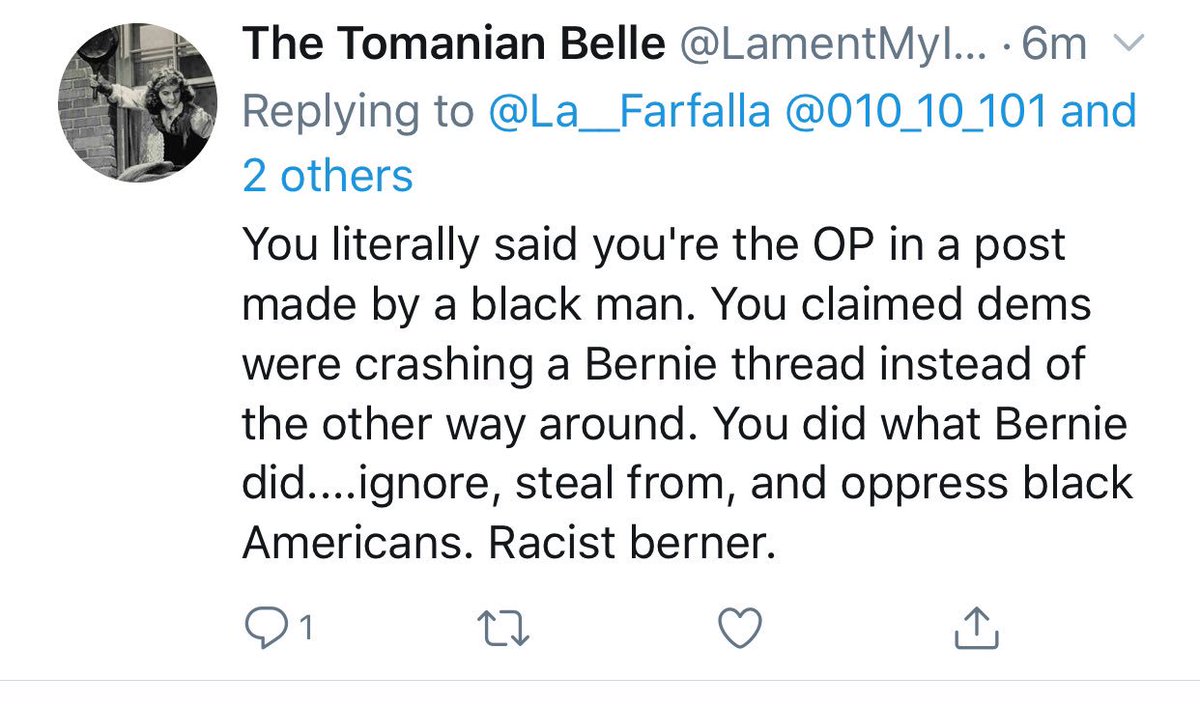 The Tomanian Belle @LamentMyl... · 6m
Replying to @La__Farfalla @010_10_101 and
2 others
You literally said you're the OP in a post
made by a black man. You claimed dems
were crashing a Bernie thread instead of
the other way around. You did what Bernie
did....ignore, steal from, and oppress black
Americans. Racist berner.
1